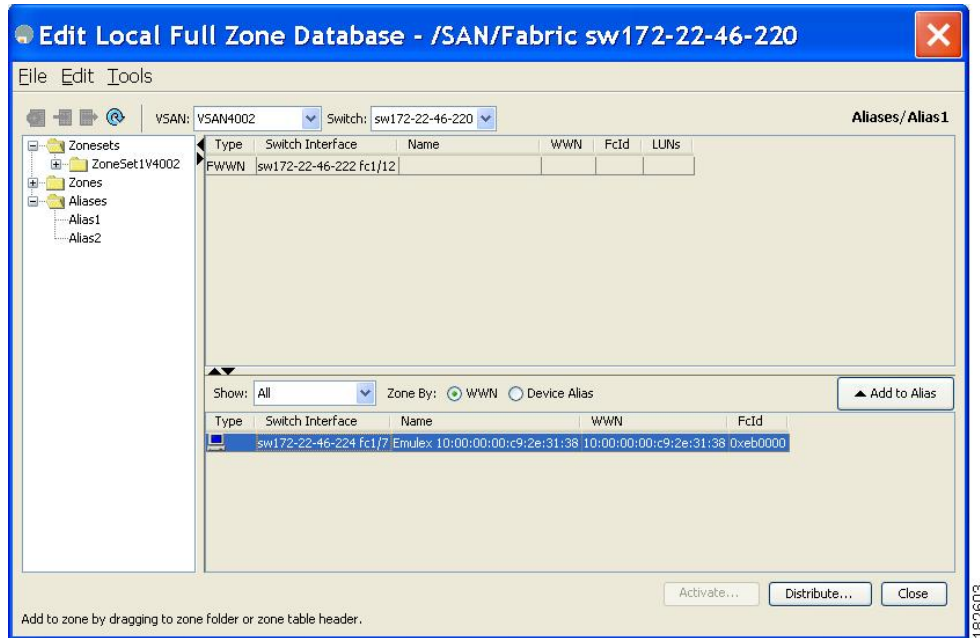 Edit Local Full Zone Database - /SAN/Fabric sw172-22-46-220
File Edit Tools
VSAN: VSAN4002 Switch: sw172-22-46-220 Aliases/Alias1
Zonesets
ZoneSet1V4002
Zones
Aliases
Alias1
Alias2
Type Switch Interface Name WWN FcId LUNs
FWWN sw172-22-46-222 fc1/12
Show: All Zone By: WWN Device Alias Add to Alias
Type Switch Interface Name WWN FcId
sw172-22-46-224 fc1/7 Emulex 10:00:00:00:c9:2e:31:38 10:00:00:00:c9:2e:31:38 0xeb0000
Activate... Distribute... Close
Add to zone by dragging to zone folder or zone table header.